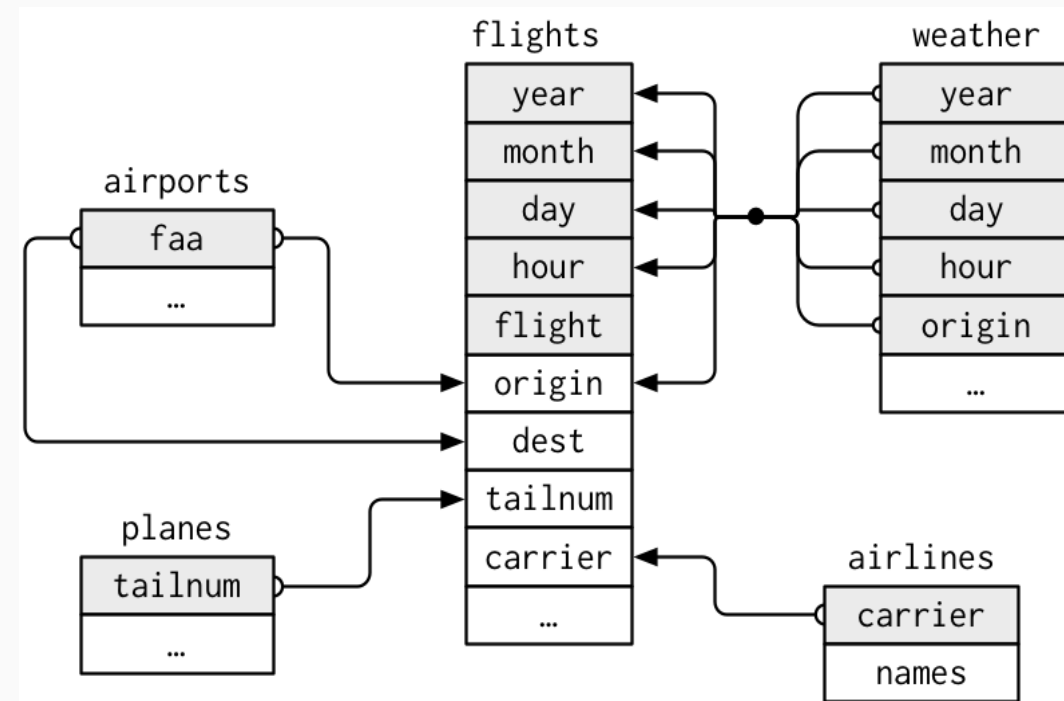 flights
year
month
day
hour
flight
origin
dest
tailnum
carrier
…
weather
year
month
day
hour
origin
…
airports
faa
…
planes
tailnum
…
airlines
carrier
names